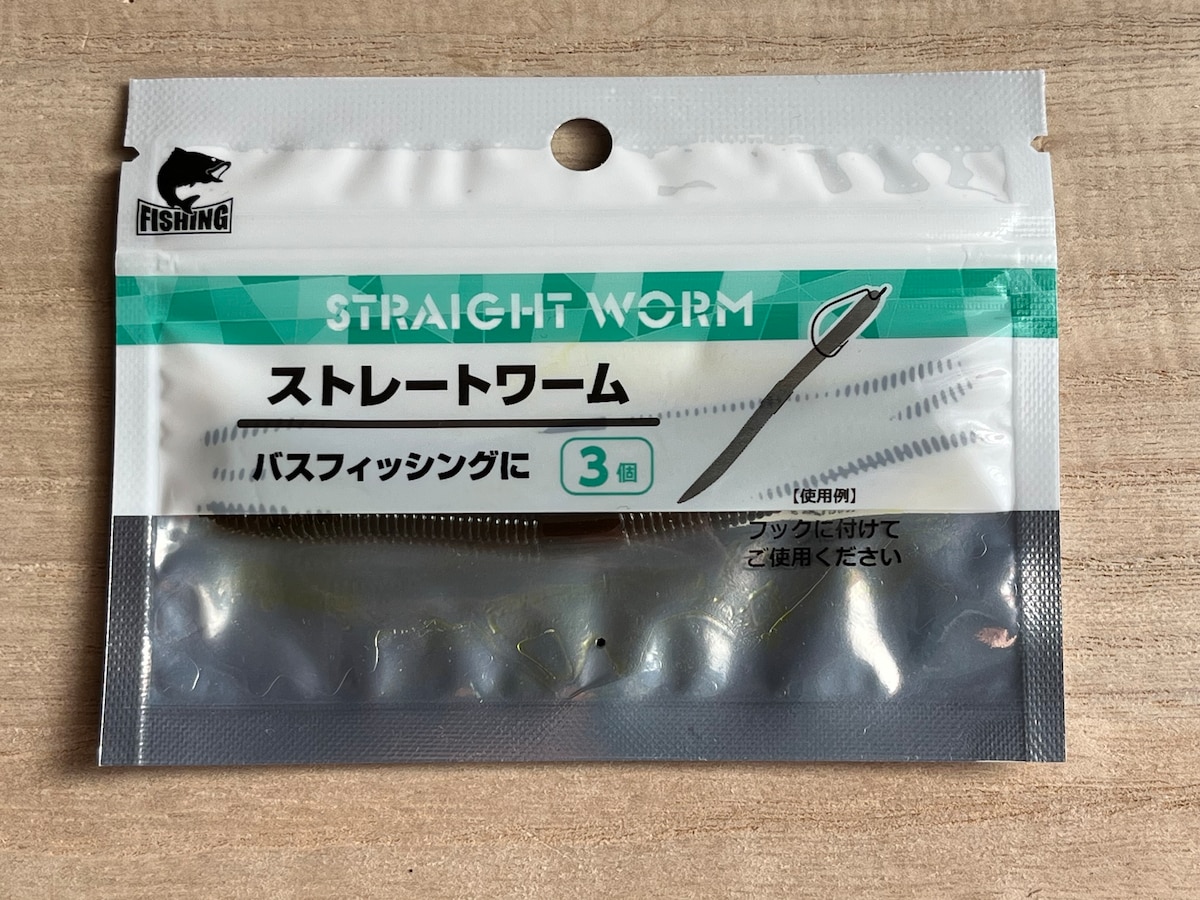 FISHING
STRAIGHT WORM
ストレートワーム
バスフィッシングに
3個
【使用例】
フックに付けて
ご使用ください